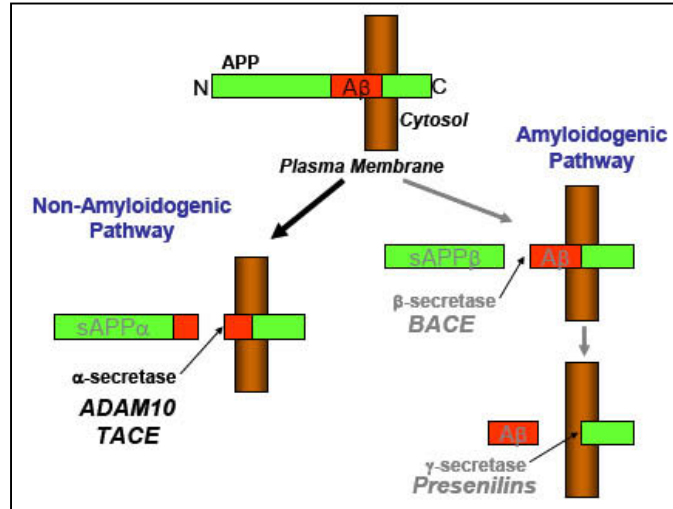 APP
N
Aβ
C
Cytosol
Plasma Membrane
Amyloidogenic
Pathway
Non-Amyloidogenic
Pathway
sAPPβ
Aβ
β-secretase
BACE
sAPPα
α-secretase
ADAM10
TACE
Aβ
γ-secretase
Presenilins